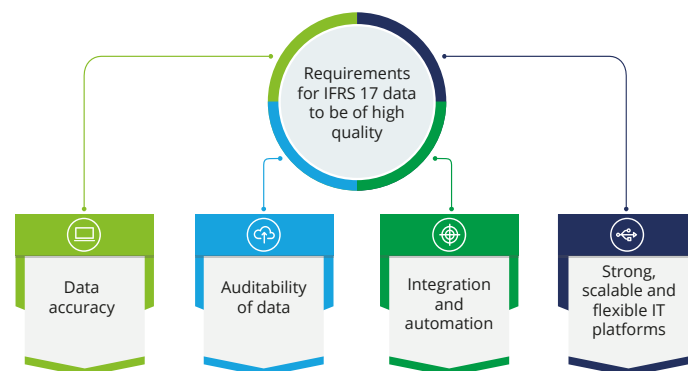 Requirements
for IFRS 17 data
to be of high
quality
Data
accuracy
Auditability
of data
Integration
and
automation
Strong,
scalable and
flexible IT
platforms